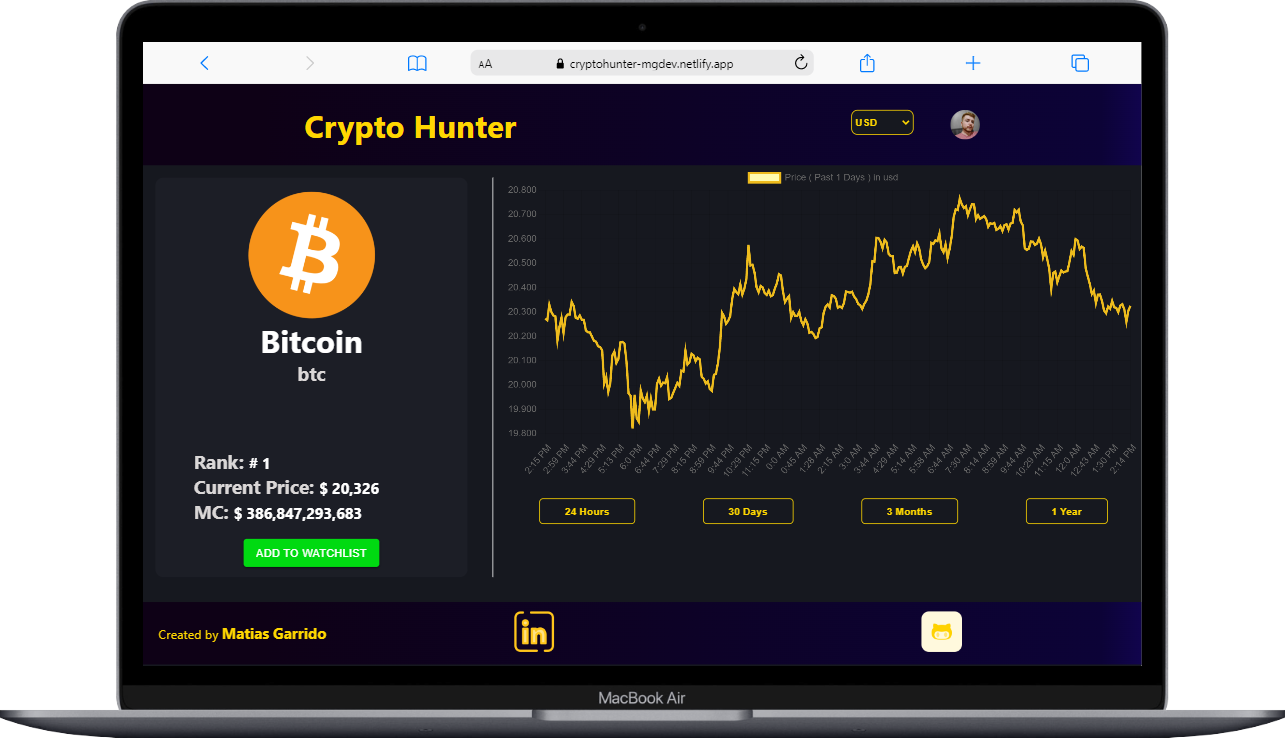 AA
cryptohunter-mqdev.netlify.app
Crypto Hunter
USD
Bitcoin
btc
Rank: # 1
Current Price: $ 20,326
MC: $ 386,847,293,683
ADD TO WATCHLIST
Price ( Past 1 Days ) in usd
20.800
20.700
20.600
20.500
20.400
20.300
20.200
20.100
20.000
19.900
19.800
2:15 PM
2:59 PM
3:44 PM
4:29 PM
5:13 PM
6:0 PM
6:44 PM
7:29 PM
8:15 PM
8:59 PM
9:44 PM
10:29 PM
11:15 PM
0:0 AM
0:45 AM
1:28 AM
2:15 AM
3:0 AM
3:44 AM
4:29 AM
5:14 AM
5:58 AM
6:44 AM
7:30 AM
8:14 AM
8:59 AM
9:44 AM
10:29 AM
11:15 AM
12:0 AM
12:43 AM
1:30 PM
2:14 PM
24 Hours
30 Days
3 Months
1 Year
Created by Matias Garrido
in
MacBook Air